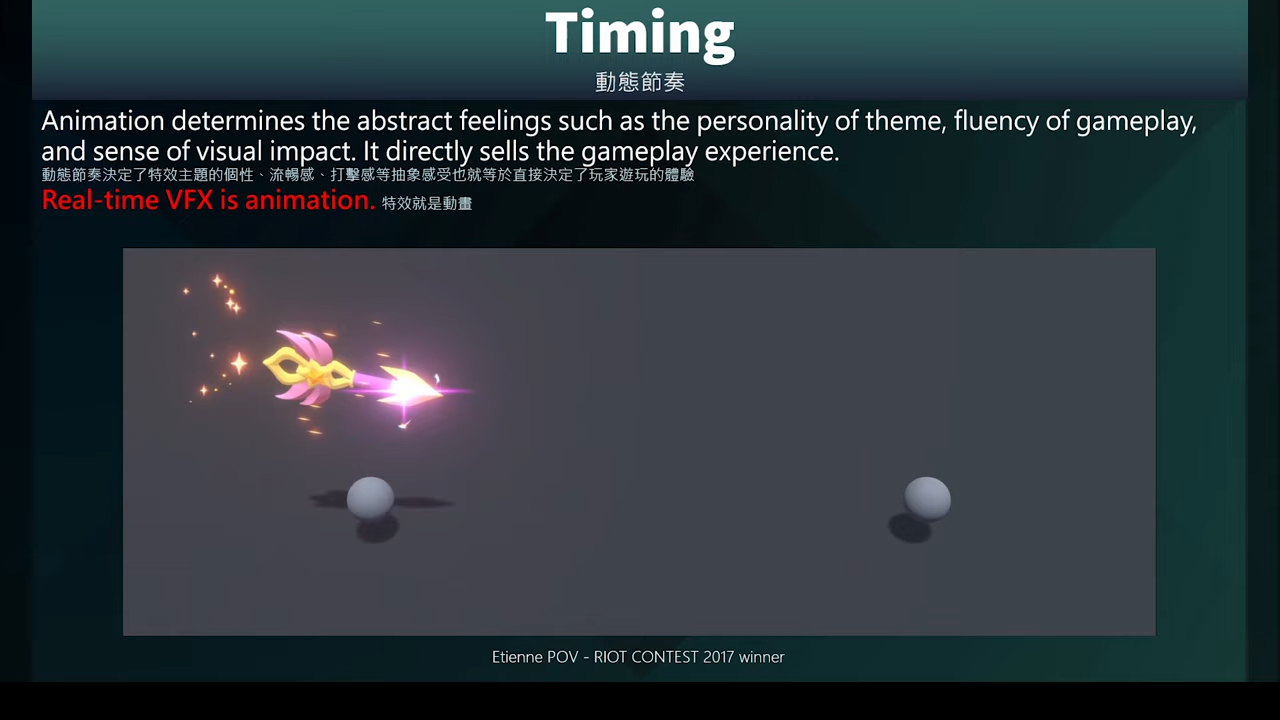 Timing
動態節奏
Animation determines the abstract feelings such as the personality of theme, fluency of gameplay,
and sense of visual impact. It directly sells the gameplay experience.
動態節奏決定了特效主題的個性、流暢感、打擊感等抽象感受也就等於直接決定了玩家遊玩的體驗
Real-time VFX is animation. 特效就是動畫
Etienne POV - RIOT CONTEST 2017 winner